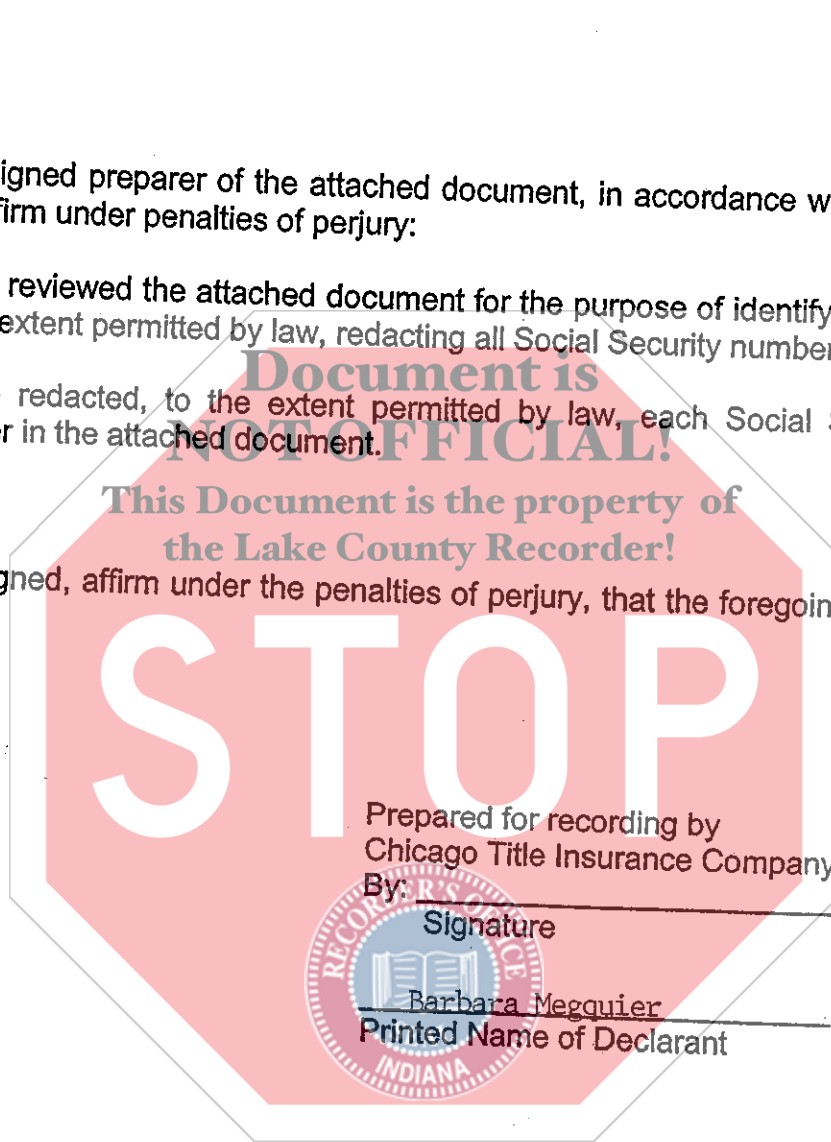 igned preparer of the attached document, in accordance w
firm under penalties of perjury:
reviewed the attached document for the purpose of identify
extent permitted by law, redacting all Social Security number
Document is
redacted, to the extent permitted by law, each Social
r in the attached document.
NOT OFFICIAL!
This Document is the property of
the Lake County Recorder!
gned, affirm under the penalties of perjury, that the foregoin
STOP
Prepared for recording by
Chicago Title Insurance Company
By:
Signature
RECORDER'S OFFICE
Barbara Megquier
Printed Name of Declarant
INDIANA